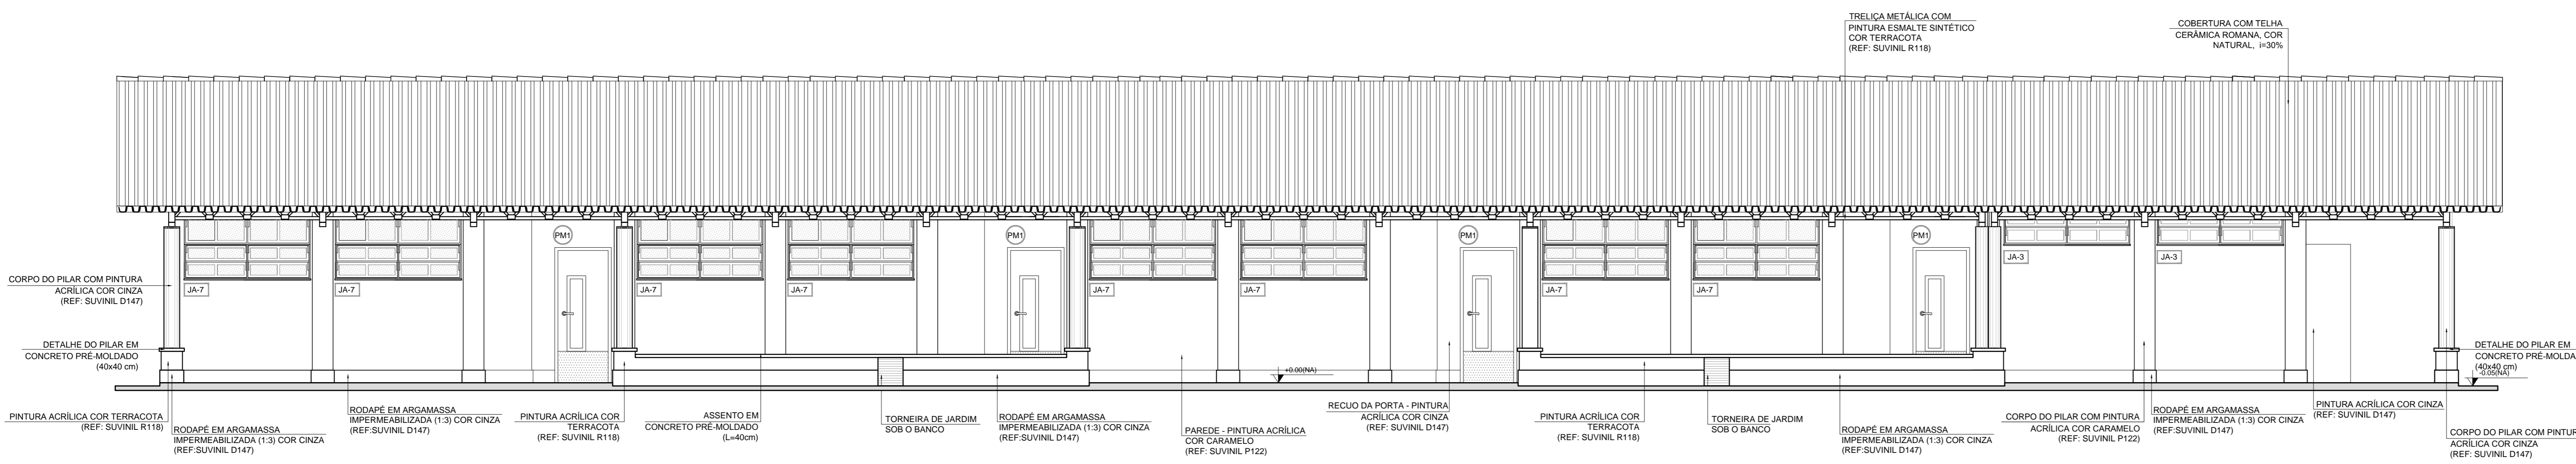 TRELIÇA METÁLICA COM
PINTURA ESMALTE SINTÉTICO
COR TERRACOTA
(REF: SUVINIL R118)
COBERTURA COM TELHA
CERÂMICA ROMANA, COR
NATURAL, i=30%
PM1
PM1
PM1
PM1
JA-7
JA-7
JA-7
JA-7
JA-7
JA-7
JA-7
JA-7
JA-3
JA-3
CORPO DO PILAR COM PINTURA
ACRÍLICA COR CINZA
(REF: SUVINIL D147)
DETALHE DO PILAR EM
CONCRETO PRÉ-MOLDADO
(40x40 cm)
+0.00(NA)
DETALHE DO PILAR EM
CONCRETO PRÉ-MOLDA
(40x40 cm)
-0.05(NA)
PINTURA ACRÍLICA COR TERRACOTA
(REF: SUVINIL R118)
RODAPÉ EM ARGAMASSA
IMPERMEABILIZADA (1:3) COR CINZA
(REF:SUVINIL D147)
RODAPÉ EM ARGAMASSA
IMPERMEABILIZADA (1:3) COR CINZA
(REF:SUVINIL D147)
PINTURA ACRÍLICA COR
TERRACOTA
(REF: SUVINIL R118)
ASSENTO EM
CONCRETO PRÉ-MOLDADO
(L=40cm)
TORNEIRA DE JARDIM
SOB O BANCO
RODAPÉ EM ARGAMASSA
IMPERMEABILIZADA (1:3) COR CINZA
(REF:SUVINIL D147)
PAREDE - PINTURA ACRÍLICA
COR CARAMELO
(REF: SUVINIL P122)
RECUO DA PORTA - PINTURA
ACRÍLICA COR CINZA
(REF: SUVINIL D147)
PINTURA ACRÍLICA COR
TERRACOTA
(REF: SUVINIL R118)
TORNEIRA DE JARDIM
SOB O BANCO
RODAPÉ EM ARGAMASSA
IMPERMEABILIZADA (1:3) COR CINZA
(REF:SUVINIL D147)
CORPO DO PILAR COM PINTURA
ACRÍLICA COR CARAMELO
(REF: SUVINIL P122)
RODAPÉ EM ARGAMASSA
IMPERMEABILIZADA (1:3) COR CINZA
(REF:SUVINIL D147)
PINTURA ACRÍLICA COR CINZA
(REF: SUVINIL D147)
CORPO DO PILAR COM PINTUR
ACRÍLICA COR CINZA
(REF: SUVINIL D147)